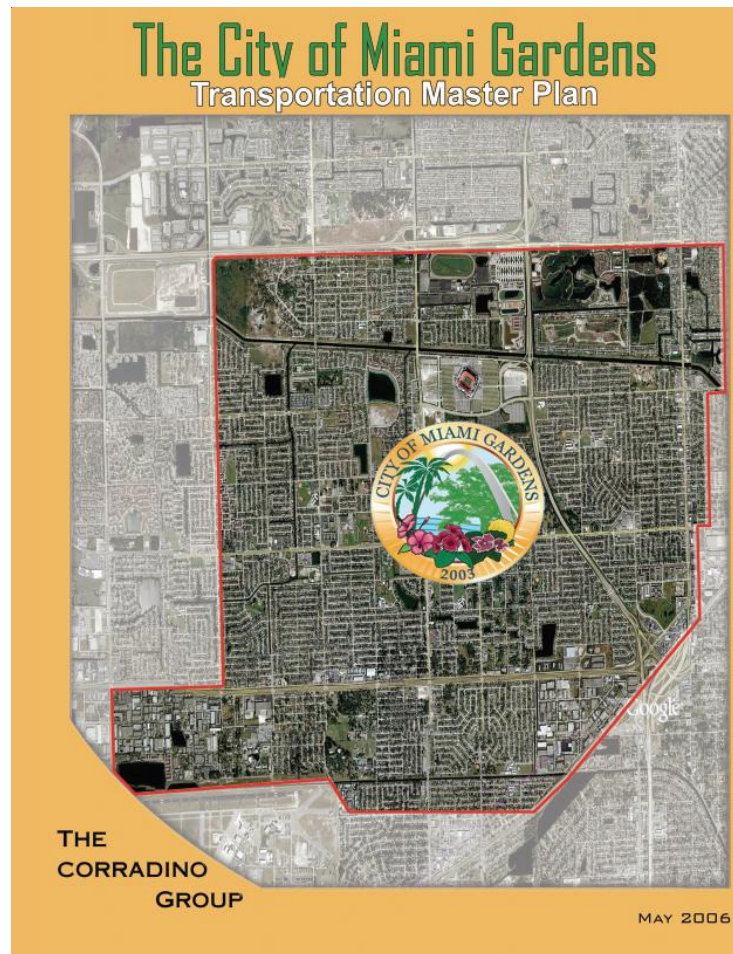 The City of Miami Gardens
Transportation Master Plan
CITY OF MIAMI GARDENS
2003
Google
THE
CORRADINO
GROUP
MAY 2006